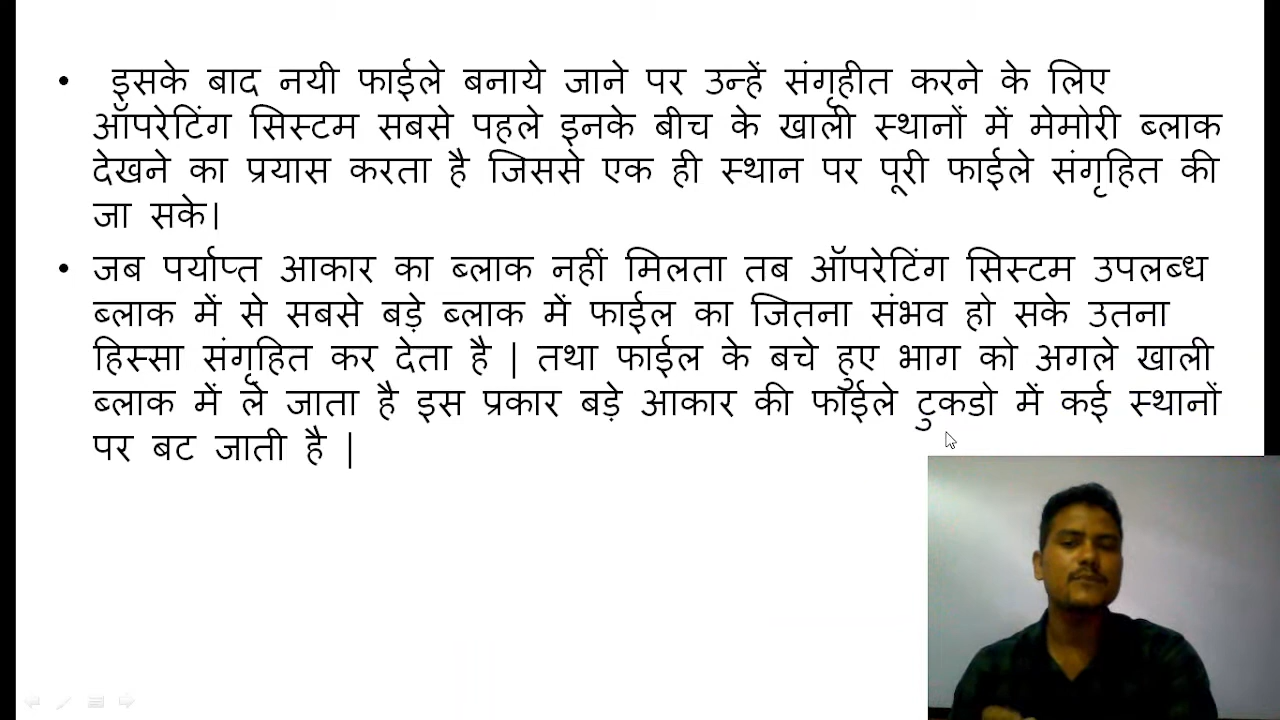 • इसके बाद नयी फाईले बनाये जाने पर उन्हें संगृहीत करने के लिए
ऑपरेटिंग सिस्टम सबसे पहले इनके बीच के खाली स्थानों में मेमोरी ब्लाक
देखने का प्रयास करता है जिससे एक ही स्थान पर पूरी फाईले संगृहित की
जा सके।
• जब पर्याप्त आकार का ब्लाक नहीं मिलता तब ऑपरेटिंग सिस्टम उपलब्ध
ब्लाक में से सबसे बड़े ब्लाक में फाईल का जितना संभव हो सके उतना
हिस्सा संगृहित कर देता है | तथा फाईल के बचे हुए भाग को अगले खाली
ब्लाक में ले जाता है इस प्रकार बड़े आकार की फाईले टुकडो में कई स्थानों
पर बट जाती है |